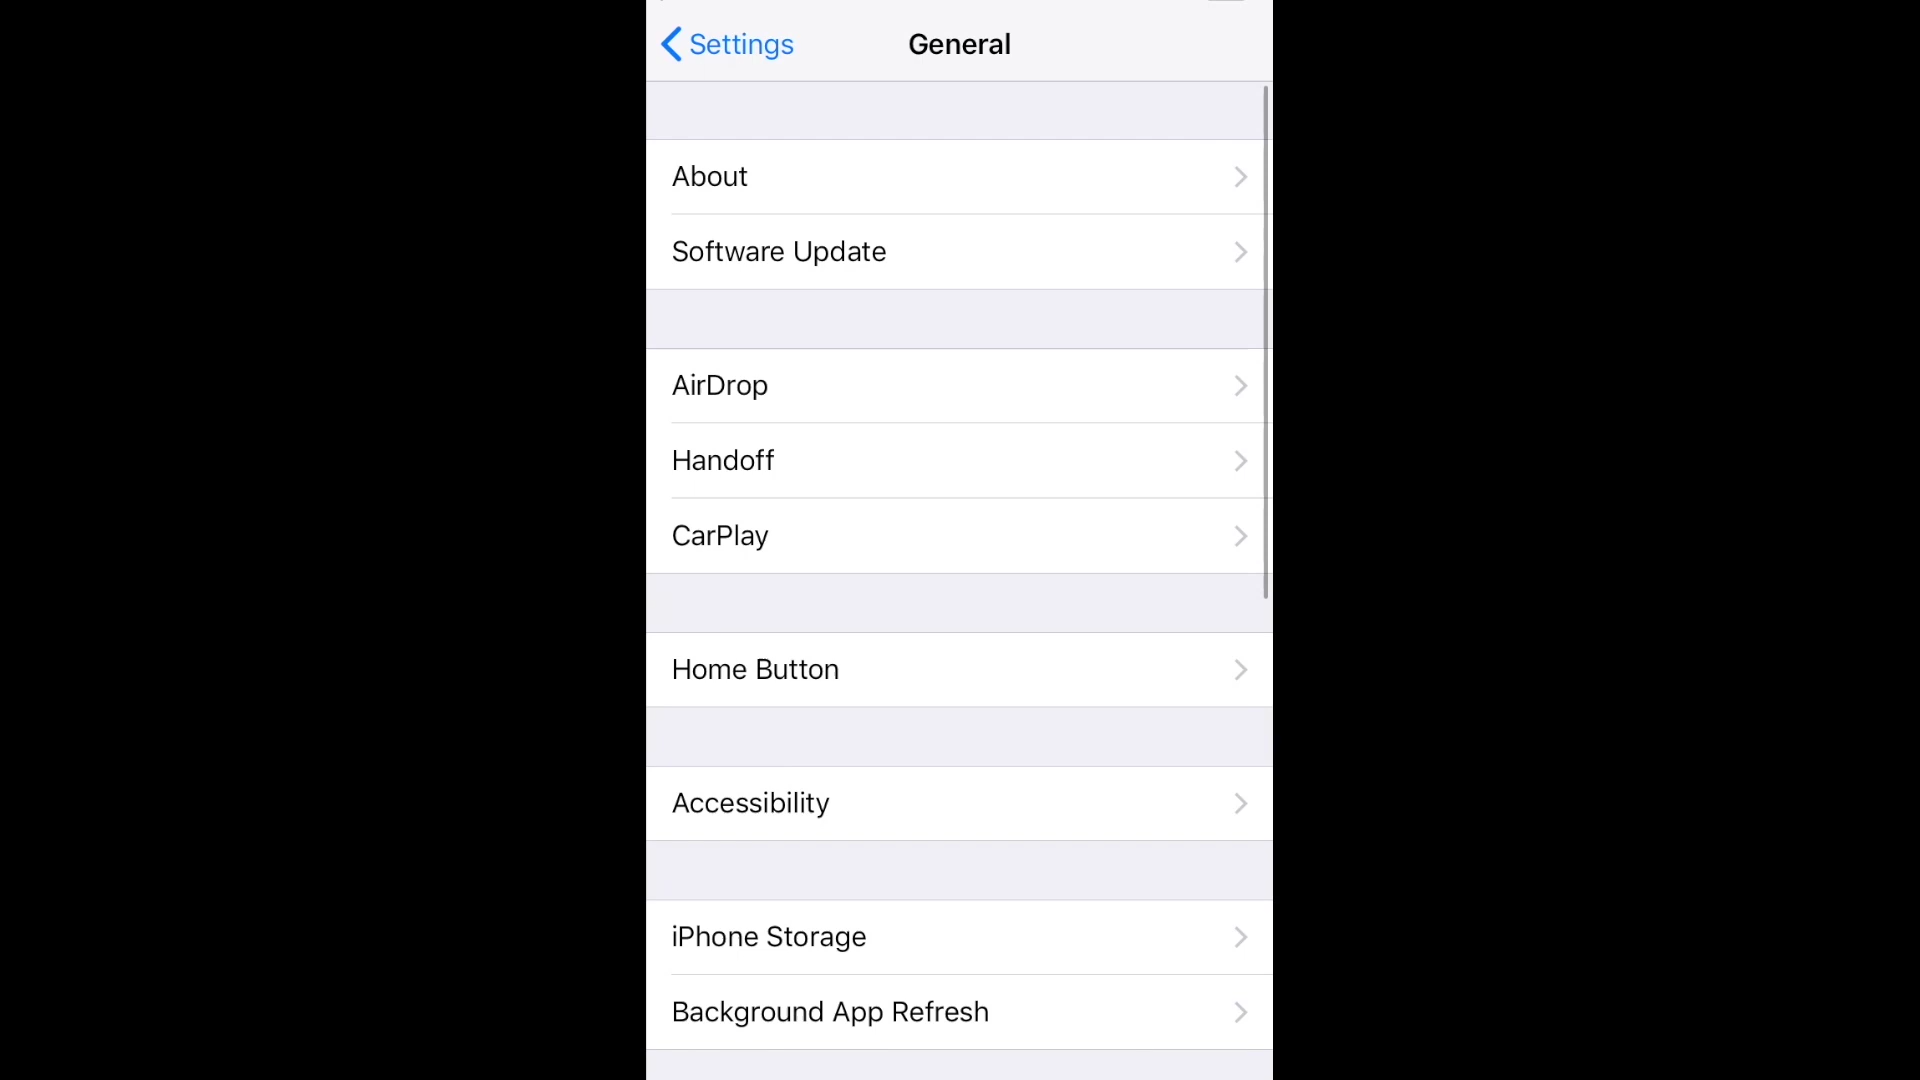 Settings
General
About
Software Update
AirDrop
Handoff
CarPlay
Home Button
Accessibility
iPhone Storage
Background App Refresh